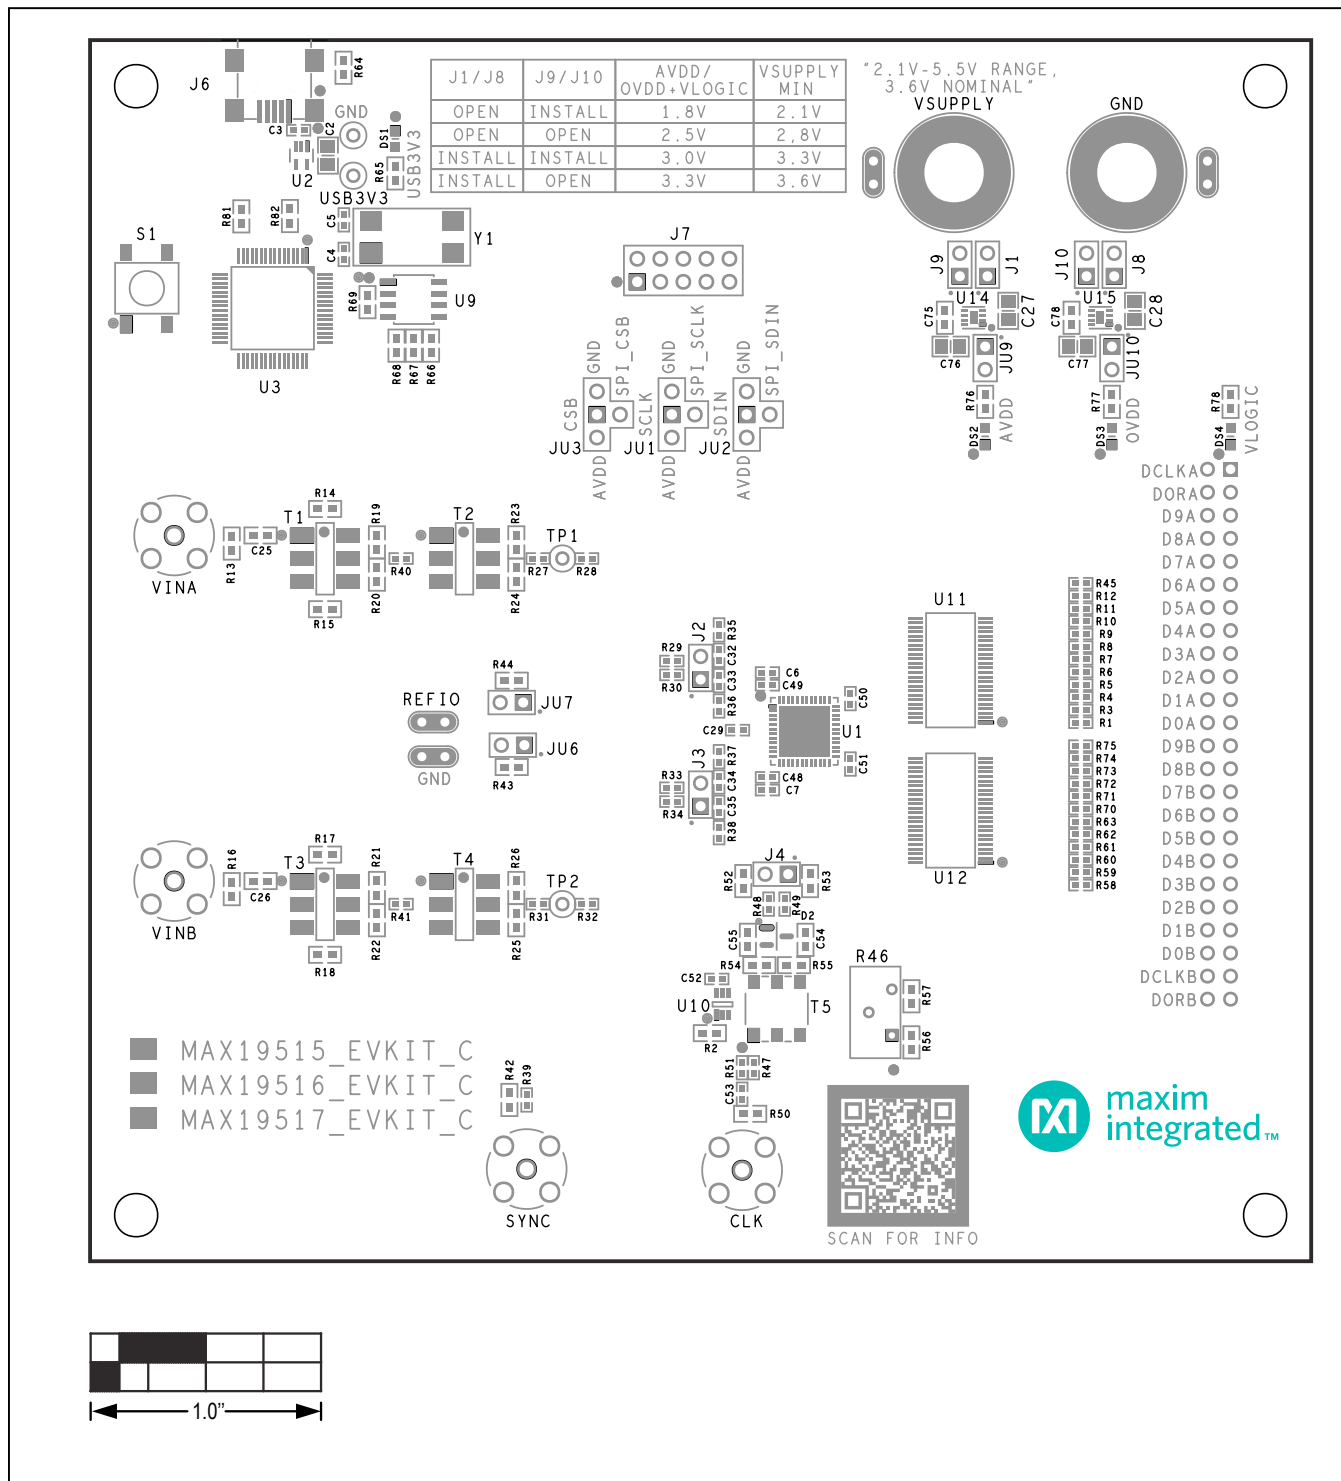 J6
R64
GND
C3
C2
DS1
U2
R65
USB3V3
USB3V3
J1/J8 J9/J10 AVDD/ OVDD+VLOGIC VSUPPLY MIN
OPEN INSTALL 1.8V 2.1V
OPEN OPEN 2.5V 2.8V
INSTALL INSTALL 3.0V 3.3V
INSTALL OPEN 3.3V 3.6V
"2.1V-5.5V RANGE,
3.6V NOMINAL"
VSUPPLY
GND
R81
R82
C5
C4
Y1
S1
U3
R69
U9
R68
R67
R66
J7
J9
J1
J10
J8
U14
C27
C75
C76
JU9
R76
DS2
AVDD
U15
C28
C78
C77
JU10
R77
DS3
OVDD
R78
DS4
VLOGIC
GND
SPI_CSB
CSB
JU3
AVDD
GND
SPI_SCLK
SCLK
JU1
AVDD
GND
SPI_SDIN
SDIN
JU2
AVDD
DCLKA
DORA
D9A
D8A
D7A
D6A
D5A
D4A
D3A
D2A
D1A
D0A
D9B
D8B
D7B
D6B
D5B
D4B
D3B
D2B
D1B
D0B
DCLKB
DORB
VINA
R13
C25
T1
R14
R15
R19
R20
R40
T2
R23
R24
R27
TP1
R28
R44
REFIO
JU7
JU6
GND
R43
J2
R35
R29
C32
R30
C33
R36
C6
C49
C50
C29
U1
C51
J3
R37
R33
C34
R34
C35
R38
C48
C7
U11
U12
R45
R12
R11
R10
R9
R8
R7
R6
R5
R4
R3
R1
R75
R74
R73
R72
R71
R70
R63
R62
R61
R60
R59
R58
VINB
R16
C26
T3
R17
R18
R21
R22
R41
T4
R26
R25
R31
TP2
R32
J4
R52
R53
R48
R49
D2
C55
C54
R54
R55
C52
U10
T5
R2
R51
R47
C53
R50
R46
R57
R56
MAX19515_EVKIT_C
MAX19516_EVKIT_C
MAX19517_EVKIT_C
R42
R39
SYNC
CLK
SCAN FOR INFO
maxim
integrated™
1.0"